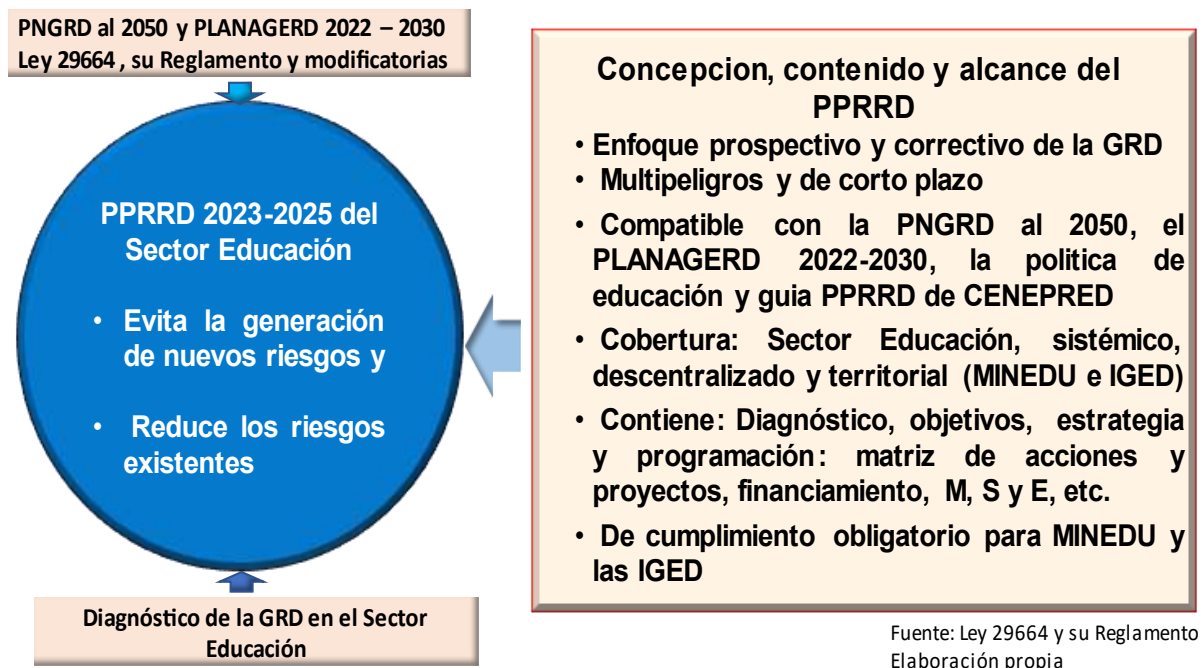 PNGRD al 2050 y PLANAGERD 2022 – 2030
Ley 29664 , su Reglamento y modificatorias
PPRRD 2023-2025 del
Sector Educación
• Evita la generación
de nuevos riesgos y
• Reduce los riesgos
existentes
Diagnóstico de la GRD en el Sector
Educación
Concepcion, contenido y alcance del
PPRRD
• Enfoque prospectivo y correctivo de la GRD
• Multipeligros y de corto plazo
• Compatible con la PNGRD al 2050, el
PLANAGERD 2022-2030, la politica de
educación y guia PPRRD de CENEPRED
• Cobertura: Sector Educación, sistémico,
descentralizado y territorial (MINEDU e IGED)
• Contiene: Diagnóstico, objetivos, estrategia
y programación: matriz de acciones y
proyectos, financiamiento, M, S y E, etc.
• De cumplimiento obligatorio para MINEDU y
las IGED
Fuente: Ley 29664 y su Reglamento
Elaboración propia